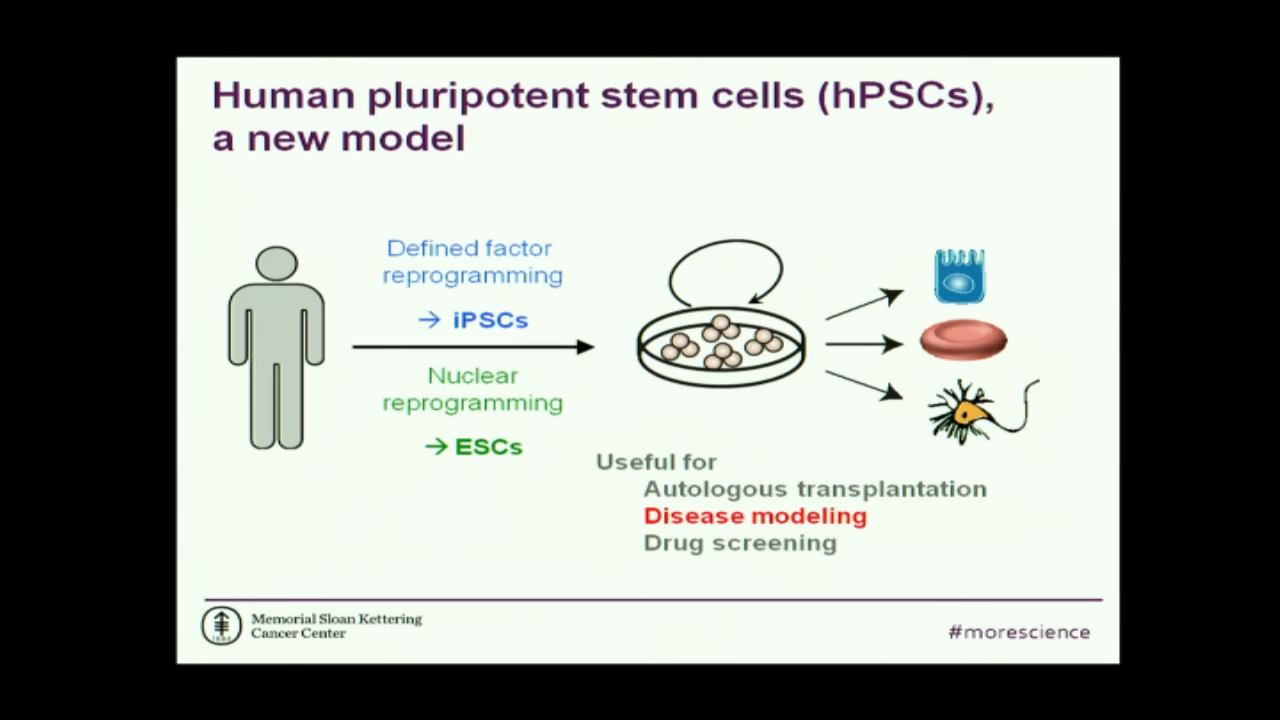 Human pluripotent stem cells (hPSCs),
a new model
Defined factor
reprogramming
→ iPSCs
Nuclear
reprogramming
→ ESCs
Useful for
Autologous transplantation
Disease modeling
Drug screening
Memorial Sloan Kettering
Cancer Center
#morescience